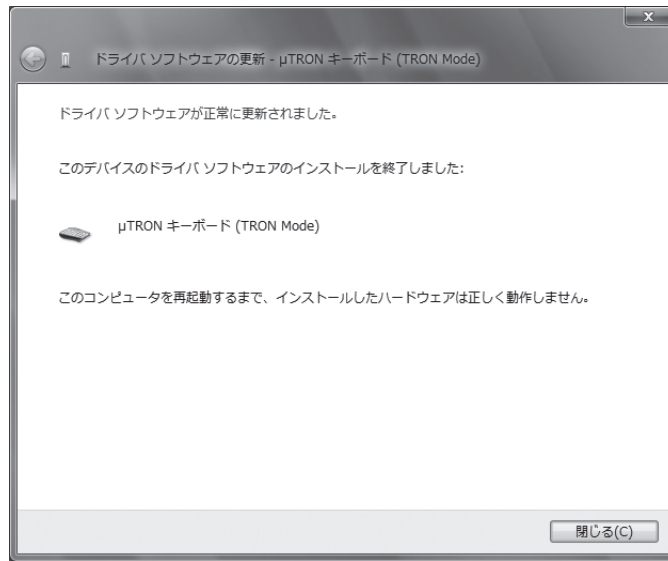 x
ドライバ ソフトウェアの更新 - μTRON キーボード (TRON Mode)
ドライバ ソフトウェアが正常に更新されました。
このデバイスのドライバ ソフトウェアのインストールを終了しました:
μTRON キーボード (TRON Mode)
このコンピュータを再起動するまで、インストールしたハードウェアは正しく動作しません。
閉じる(C)